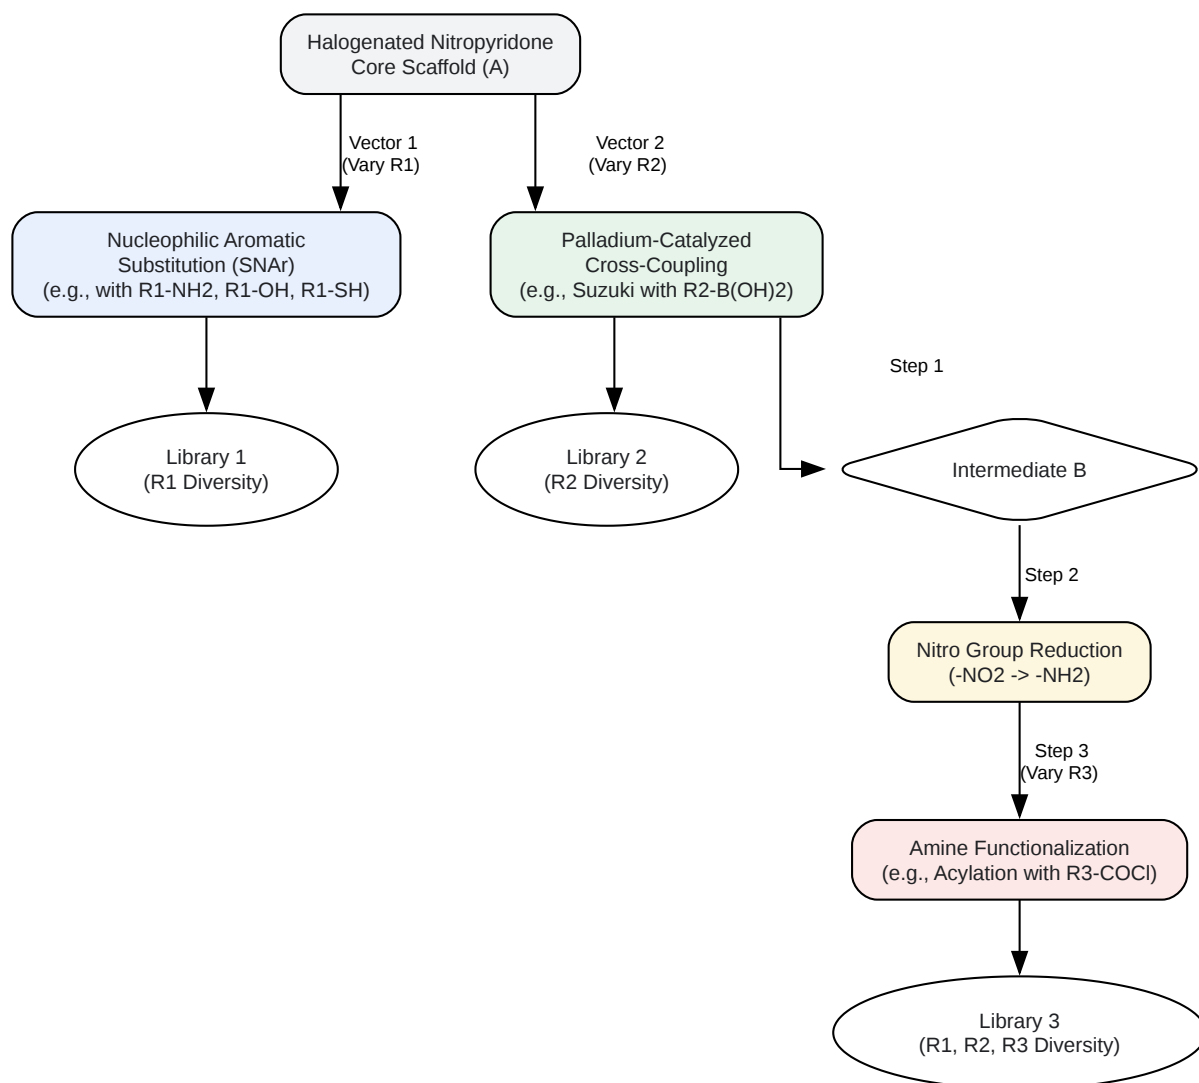 Halogenated Nitropyridone
Core Scaffold (A)
Vector 1
(Vary R1)
Vector 2
(Vary R2)
Nucleophilic Aromatic
Substitution (SNAr)
(e.g., with R1-NH2, R1-OH, R1-SH)
Palladium-Catalyzed
Cross-Coupling
(e.g., Suzuki with R2-B(OH)2)
Step 1
Library 1
(R1 Diversity)
Library 2
(R2 Diversity)
Intermediate B
Step 2
Nitro Group Reduction
(-NO2 -> -NH2)
Step 3
(Vary R3)
Amine Functionalization
(e.g., Acylation with R3-COCl)
Library 3
(R1, R2, R3 Diversity)